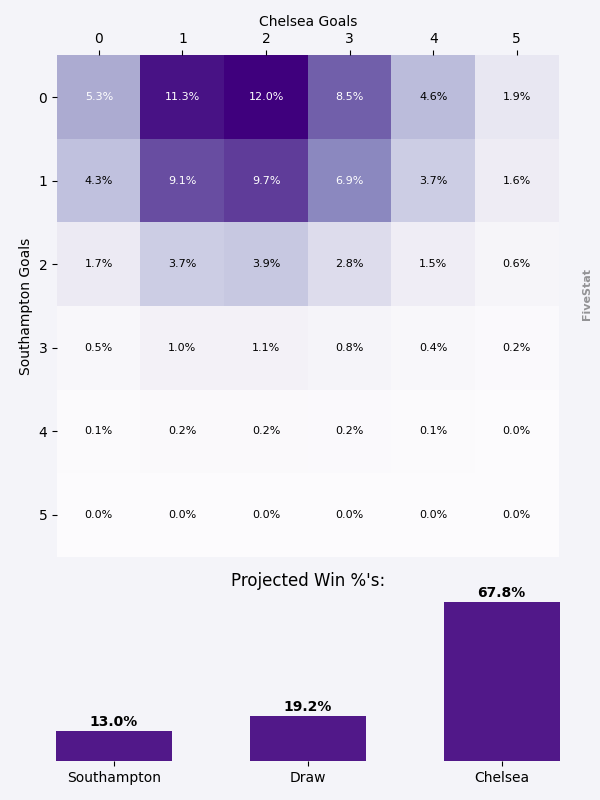 Chelsea Goals
0 1 2 3 4 5
0 5.3% 11.3% 12.0% 8.5% 4.6% 1.9%
1 4.3% 9.1% 9.7% 6.9% 3.7% 1.6%
2 1.7% 3.7% 3.9% 2.8% 1.5% 0.6%
3 0.5% 1.0% 1.1% 0.8% 0.4% 0.2%
4 0.1% 0.2% 0.2% 0.2% 0.1% 0.0%
5 0.0% 0.0% 0.0% 0.0% 0.0% 0.0%
Southampton Goals
FiveStat
Projected Win %'s:
13.0% 19.2% 67.8%
Southampton Draw Chelsea